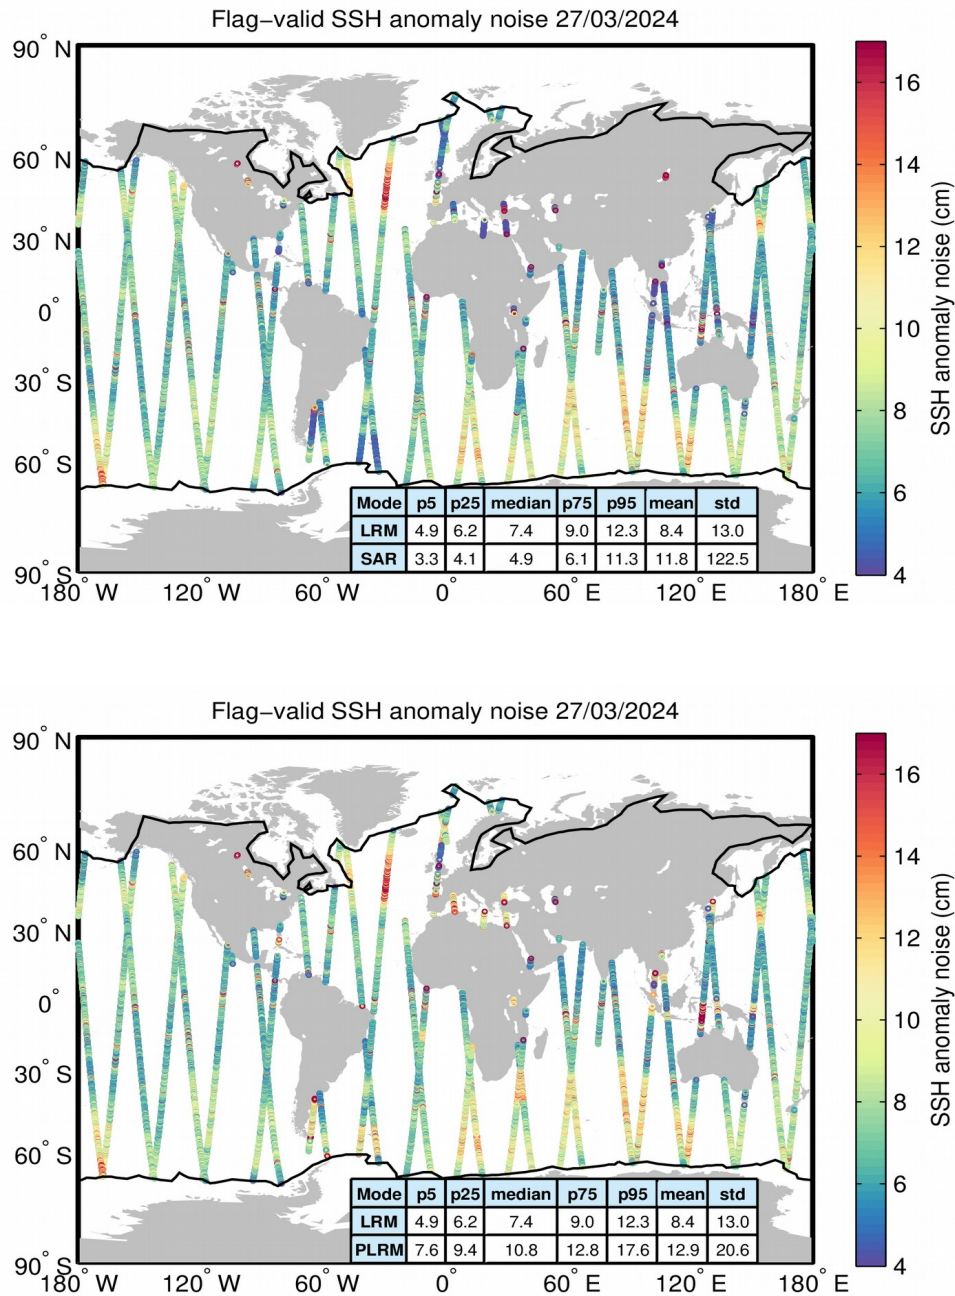 Flag−valid SSH anomaly noise 27/03/2024
90° N
60° N
30° N
0°
30° S
60° S
90° S
180° W 120° W 60° W 0° 60° E 120° E 180° E
Mode p5 p25 median p75 p95 mean std
LRM 4.9 6.2 7.4 9.0 12.3 8.4 13.0
SAR 3.3 4.1 4.9 6.1 11.3 11.8 122.5
16
14
12
10
8
6
4
SSH anomaly noise (cm)
Flag−valid SSH anomaly noise 27/03/2024
90° N
60° N
30° N
0°
30° S
60° S
90° S
180° W 120° W 60° W 0° 60° E 120° E 180° E
Mode p5 p25 median p75 p95 mean std
LRM 4.9 6.2 7.4 9.0 12.3 8.4 13.0
PLRM 7.6 9.4 10.8 12.8 17.6 12.9 20.6
16
14
12
10
8
6
4
SSH anomaly noise (cm)